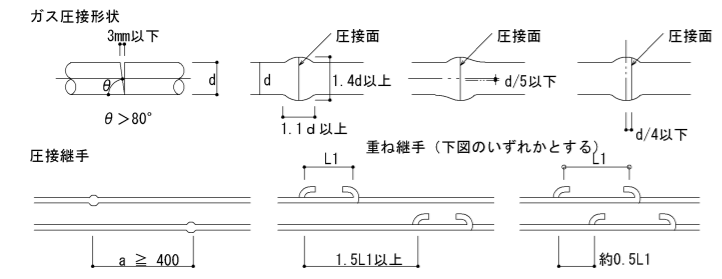 ガス圧接形状
3mm以下
θ
d
θ＞80°
圧接面
d
1.4d以上
1.1d以上
圧接面
d/5以下
圧接面
d/4以下
圧接継手
a ≧ 400
重ね継手（下図のいずれかとする）
L1
1.5L1以上
L1
約0.5L1